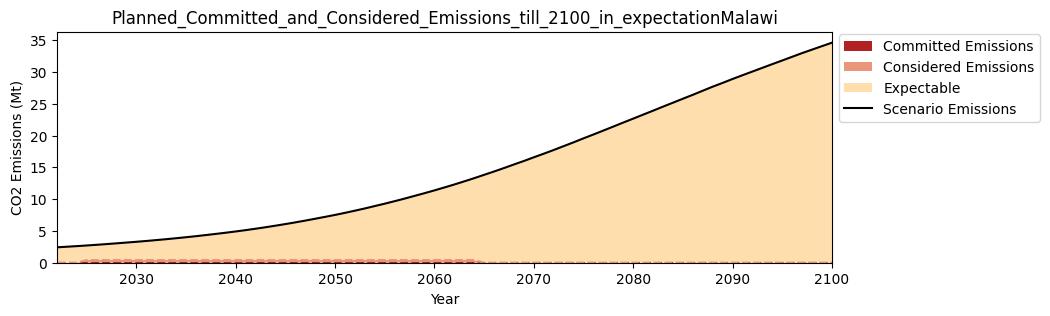 Planned_Committed_and_Considered_Emissions_till_2100_in_expectationMalawi
CO2 Emissions (Mt)
35
30
25
20
15
10
5
0
2030 2040 2050 2060 2070 2080 2090 2100
Year
Committed Emissions
Considered Emissions
Expectable
Scenario Emissions